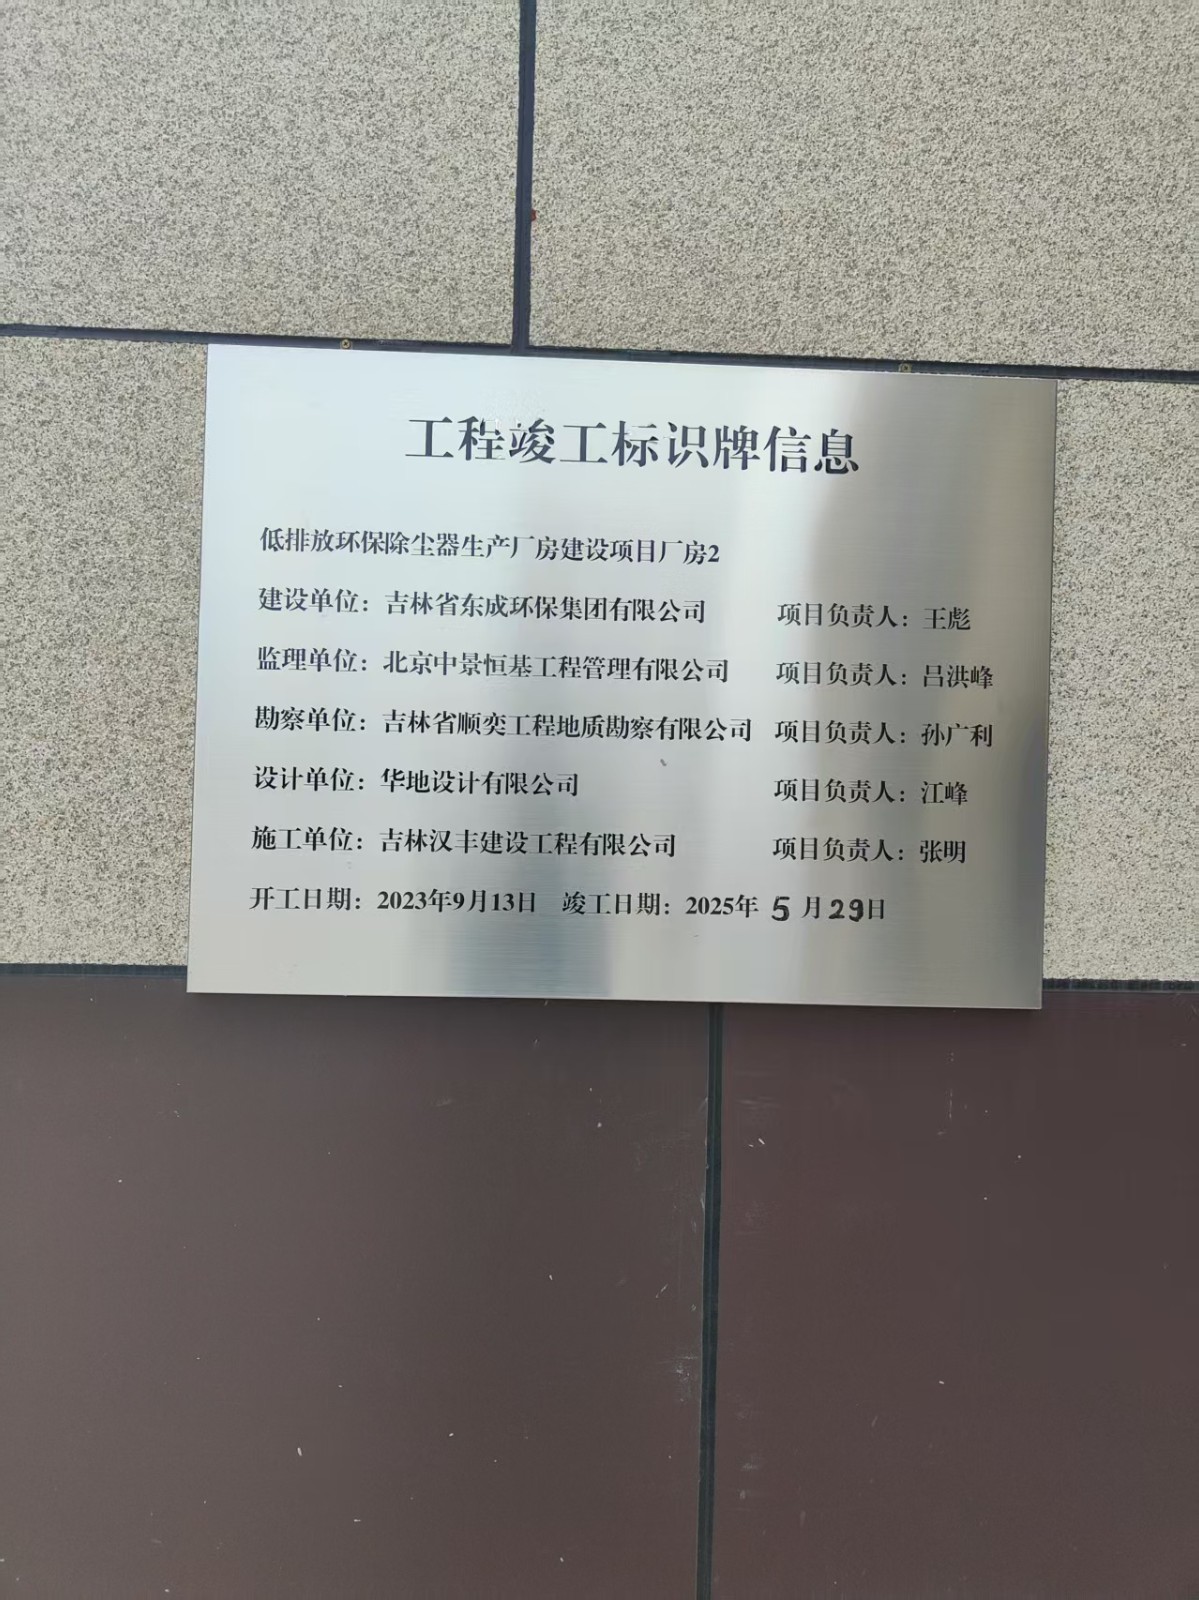 工程竣工标识牌信息
低排放环保除尘器生产厂房建设项目厂房2
建设单位：吉林省东成环保集团有限公司 项目负责人：王彪
监理单位：北京中景恒基工程管理有限公司 项目负责人：吕洪峰
勘察单位：吉林省顺奕工程地质勘察有限公司 项目负责人：孙广利
设计单位：华地设计有限公司 项目负责人：江峰
施工单位：吉林汉丰建设工程有限公司 项目负责人：张明
开工日期：2023年9月13日 竣工日期：2025年5月29日